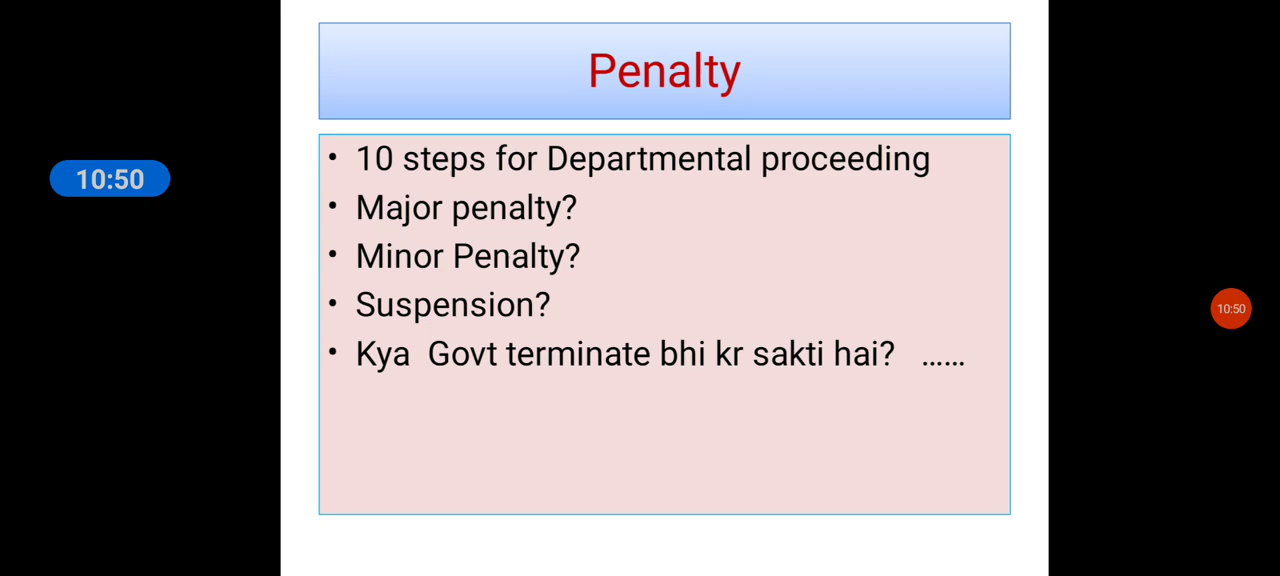 Penalty
10:50
• 10 steps for Departmental proceeding
• Major penalty?
• Minor Penalty?
• Suspension?
• Kya Govt terminate bhi kr sakti hai? ......
10:50